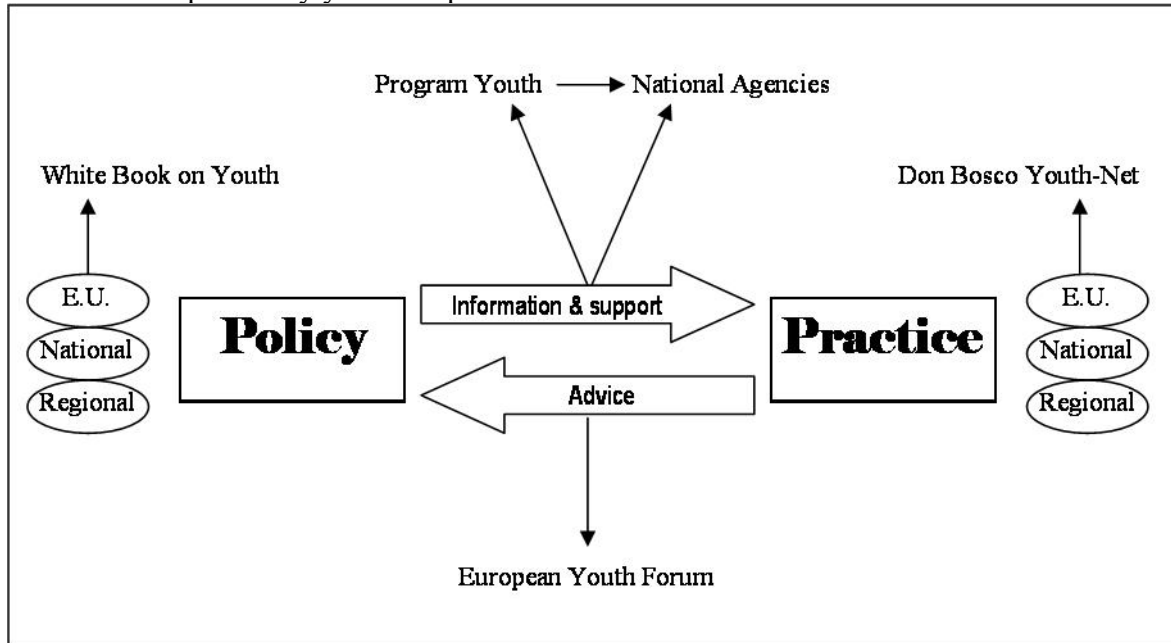 Program Youth National Agencies
White Book on Youth
Don Bosco Youth-Net
E.U.
National
Regional
Policy
Information & support
Advice
Practice
E.U.
National
Regional
European Youth Forum